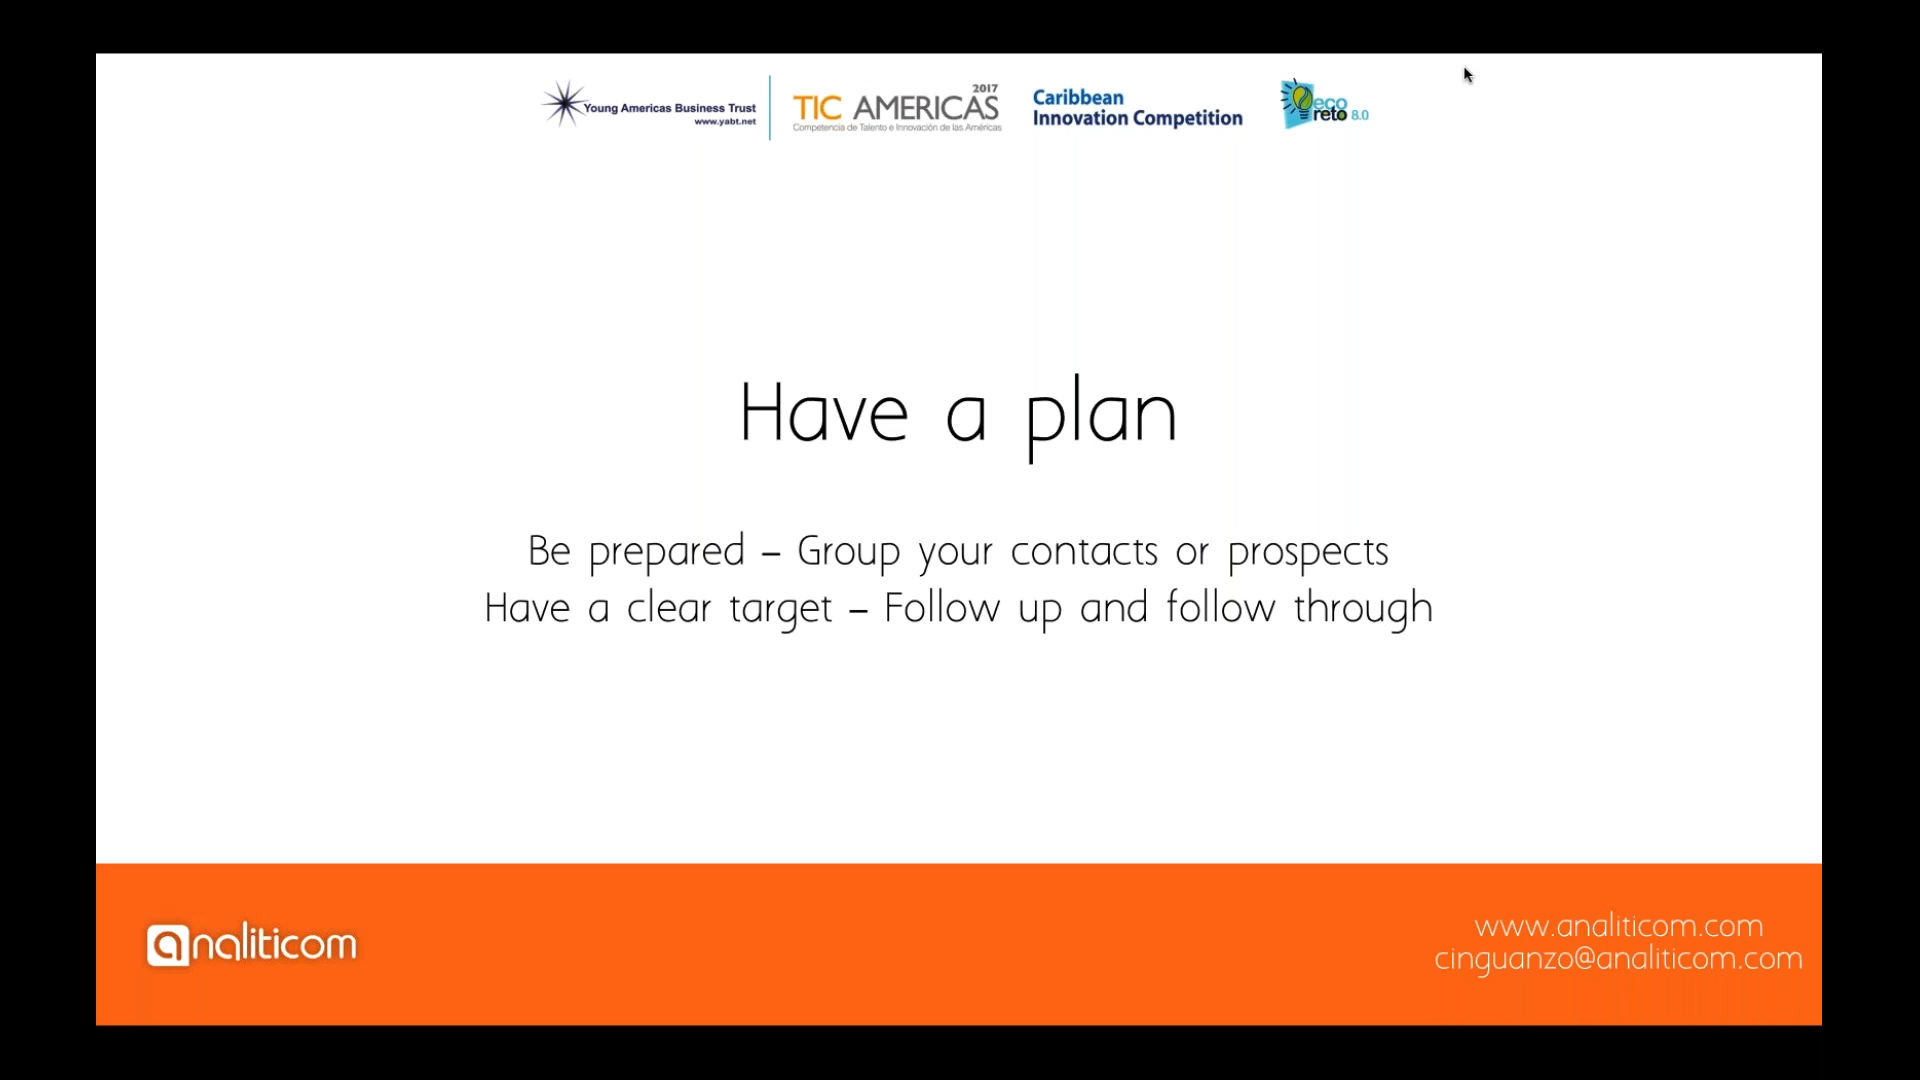 Young Americas Business Trust
www.yabt.net
2017
TIC AMERICAS
Competencia de Talento e Innovación de las Américas
Caribbean
Innovation Competition
eco
reto 8.0
Have a plan
Be prepared – Group your contacts or prospects
Have a clear target – Follow up and follow through
analiticom
www.analiticom.com
cinguanzo@analiticom.com